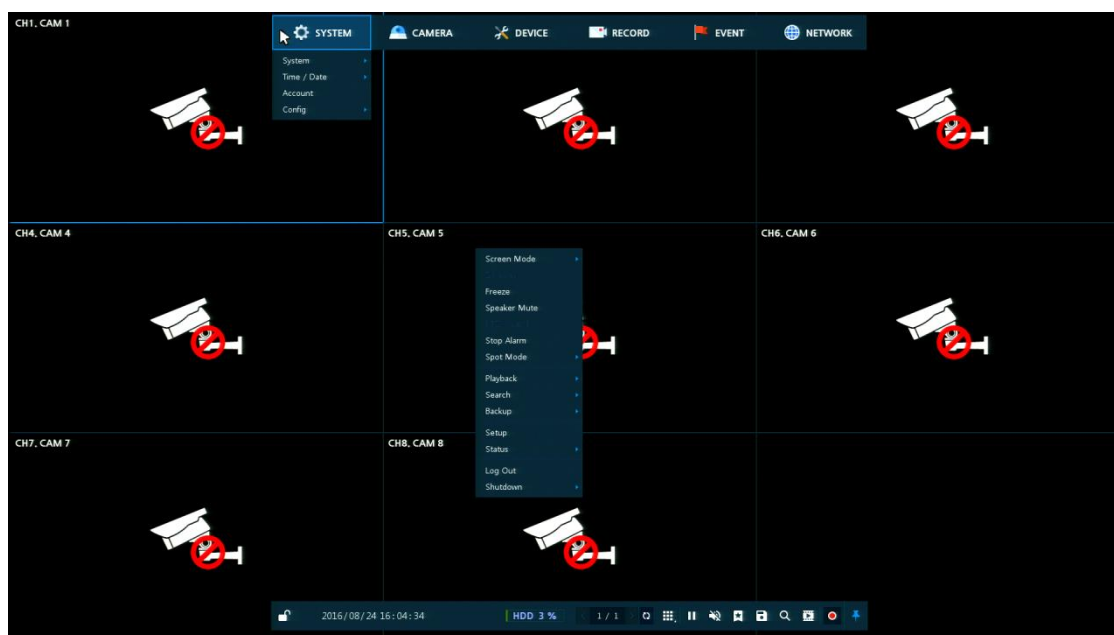 CH1, CAM 1
SYSTEM CAMERA DEVICE RECORD EVENT NETWORK
System
Time / Date
Account
Config
CH4, CAM 4 CH5, CAM 5 CH6, CAM 6
Screen Mode
Freeze
Speaker Mute
Stop Alarm
Spot Mode
Playback
Search
Backup
Setup
Status
Log Out
Shutdown
CH7, CAM 7 CH8, CAM 8
2016/08/24 16:04:34 HDD 3 % 1 / 1